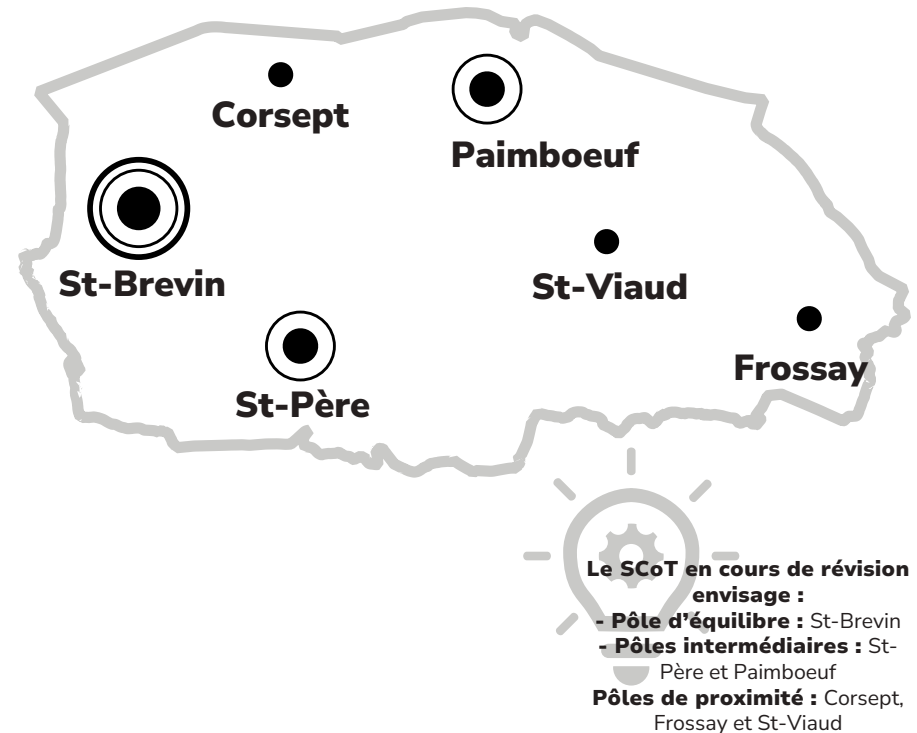 Corsept
Paimboeuf
St-Brevin
St-Viaud
Frossay
St-Père
Le SCoT en cours de révision
envisage :
- Pôle d’équilibre : St-Brevin
- Pôles intermédiaires : St-
Père et Paimboeuf
Pôles de proximité : Corsept,
Frossay et St-Viaud